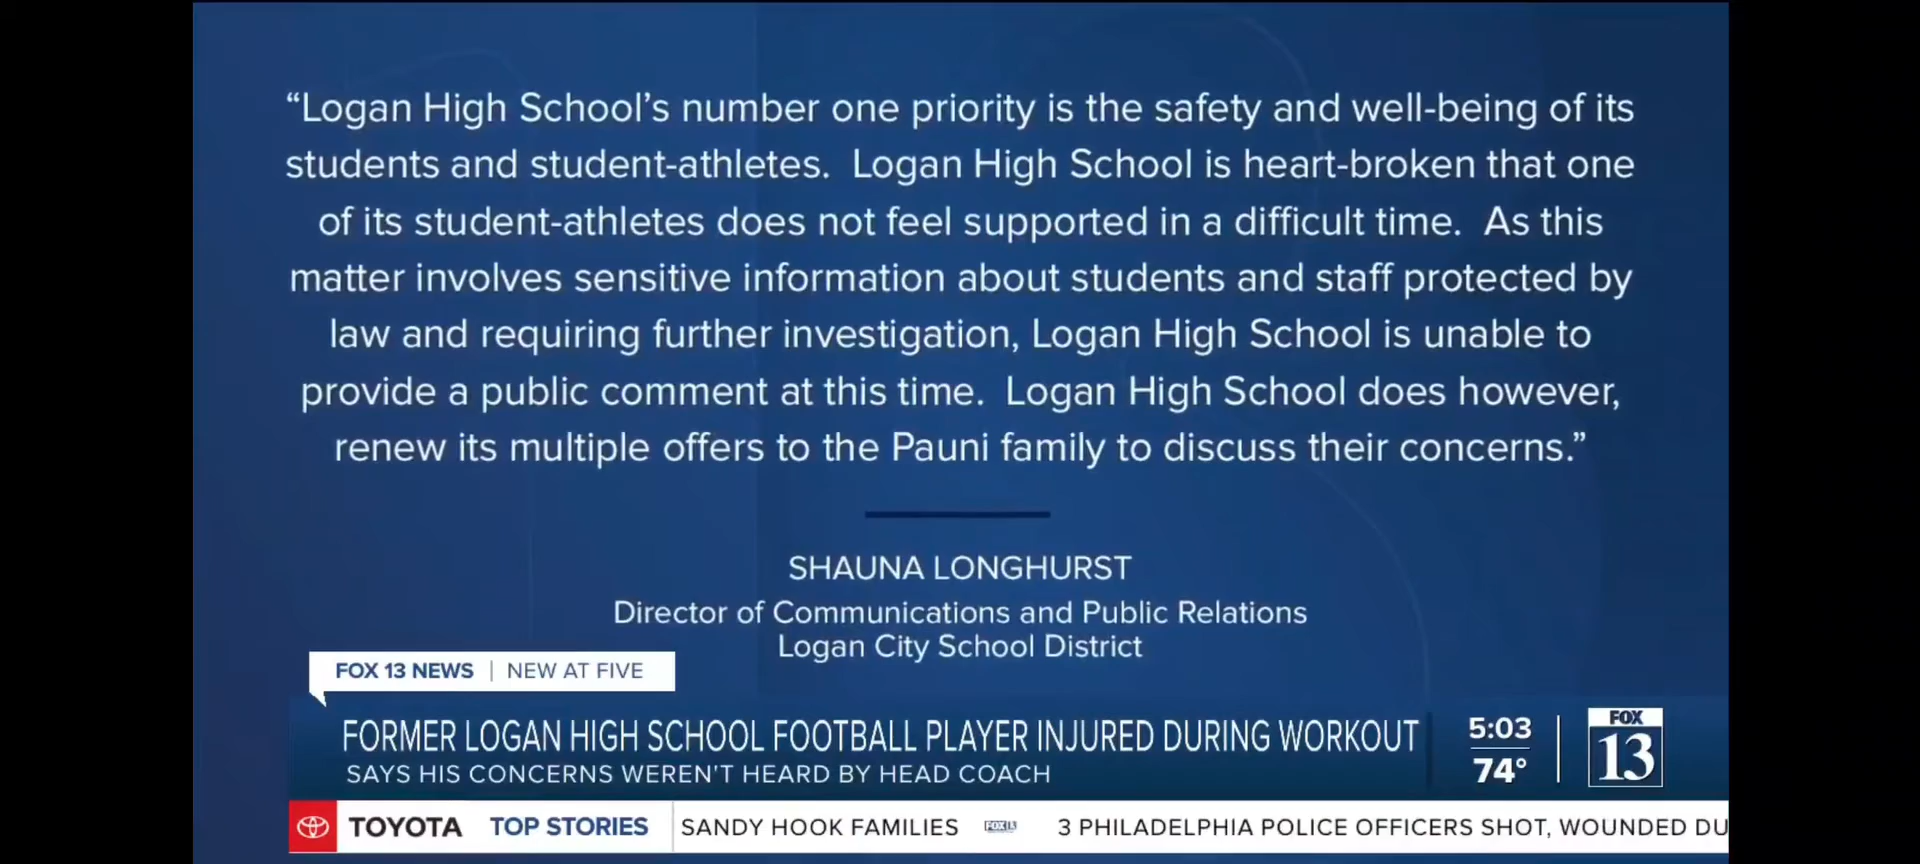 “Logan High School’s number one priority is the safety and well-being of its
students and student-athletes.  Logan High School is heart-broken that one
of its student-athletes does not feel supported in a difficult time.  As this
matter involves sensitive information about students and staff protected by
law and requiring further investigation, Logan High School is unable to
provide a public comment at this time.  Logan High School does however,
renew its multiple offers to the Pauni family to discuss their concerns.”
SHAUNA LONGHURST
Director of Communications and Public Relations
Logan City School District
FOX 13 NEWS | NEW AT FIVE
FORMER LOGAN HIGH SCHOOL FOOTBALL PLAYER INJURED DURING WORKOUT
SAYS HIS CONCERNS WEREN'T HEARD BY HEAD COACH
5:03
74°
FOX
13
TOYOTA TOP STORIES SANDY HOOK FAMILIES FOX 13 3 PHILADELPHIA POLICE OFFICERS SHOT, WOUNDED DU